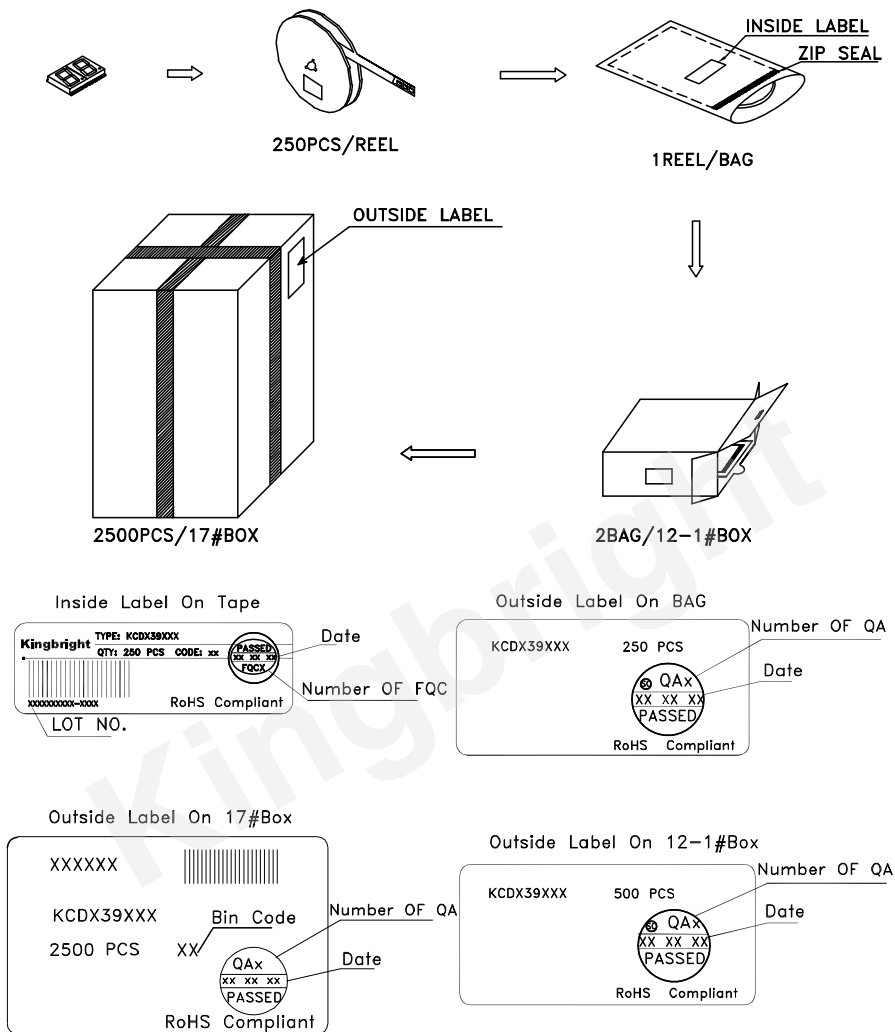 INSIDE LABEL
ZIP SEAL
250PCS/REEL
1REEL/BAG
OUTSIDE LABEL
2500PCS/17#BOX
2BAG/12-1#BOX
Inside Label On Tape
Kingbright
TYPE: KCDX39XXX
QTY: 250 PCS CODE: xx
PASSED
xx xx xx
FQCX
Date
Number OF FQC
XXXXXXXXXX-XXXX
RoHS Compliant
LOT NO.
Outside Label On BAG
KCDX39XXX 250 PCS
Number OF QA
QAx
XX XX XX
PASSED
Date
RoHS Compliant
Outside Label On 17#Box
XXXXXX
KCDX39XXX
Bin Code
2500 PCS XX
Number OF QA
QAx
XX XX XX
PASSED
Date
RoHS Compliant
Outside Label On 12-1#Box
KCDX39XXX 500 PCS
Number OF QA
QAx
XX XX XX
PASSED
Date
RoHS Compliant
Kingbright